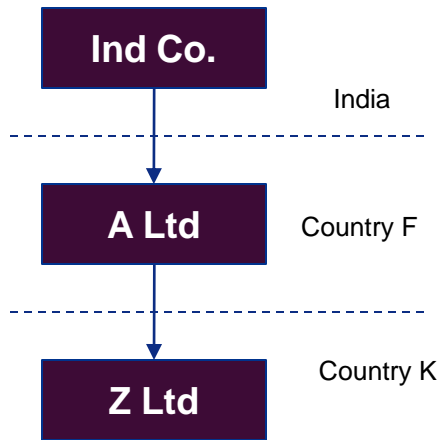 Ind Co.
India
A Ltd
Country F
Country K
Z Ltd